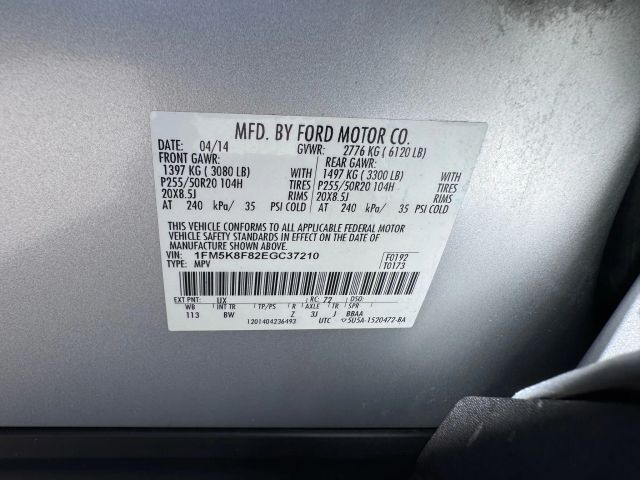 MFD. BY FORD MOTOR CO.
DATE: 04/14 GVWR: 2776 KG ( 6120 LB)
FRONT GAWR: REAR GAWR:
1397 KG ( 3080 LB) 1497 KG ( 3300 LB)
P255/50R20 104H TIRES P255/50R20 104H TIRES
20X8.5J RIMS 20X8.5J RIMS
AT 240 kPa/ 35 PSI COLD AT 240 kPa/ 35 PSI COLD
THIS VEHICLE CONFORMS TO ALL APPLICABLE FEDERAL MOTOR
VEHICLE SAFETY STANDARDS IN EFFECT ON THE DATE OF
MANUFACTURE SHOWN ABOVE.
VIN: 1FM5K8F82EGC37210 F0192
TYPE: MPV T0173
EXT PNT: UX RC: 72 DSO:
WB INT TR TP/PS R AXLE TR SPR
113 BW Z 3J J BBAA
1201404236493 UTC 5U5A-1520472-BA